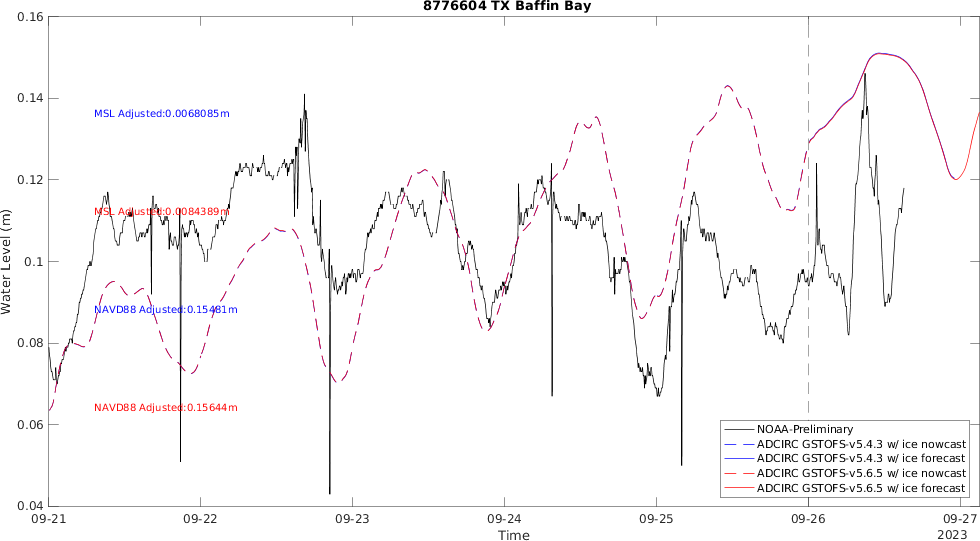 8776604 TX Baffin Bay
0.16
0.14
0.12
0.1
0.08
0.06
0.04
Water Level (m)
MSL Adjusted:0.0068085m
MSL Adjusted:0.0084389m
NAVD88 Adjusted:0.15481m
NAVD88 Adjusted:0.15644m
NOAA-Preliminary
ADCIRC GSTOFS-v5.4.3 w/ ice nowcast
ADCIRC GSTOFS-v5.4.3 w/ ice forecast
ADCIRC GSTOFS-v5.6.5 w/ ice nowcast
ADCIRC GSTOFS-v5.6.5 w/ ice forecast
09-21 09-22 09-23 09-24 09-25 09-26 09-27
Time
2023